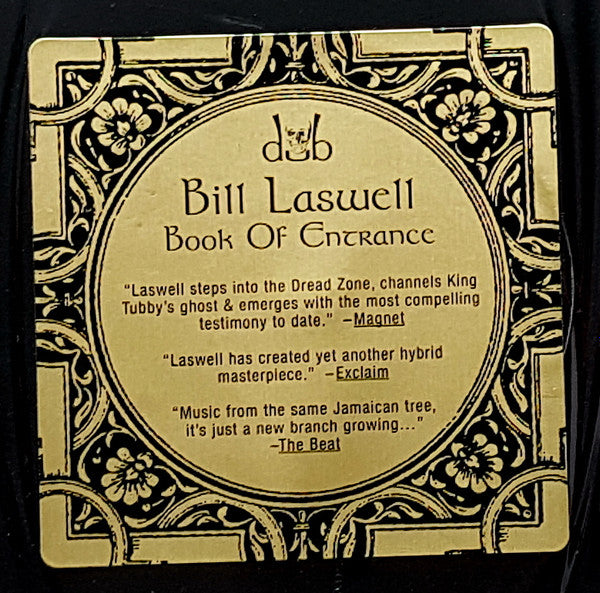 dub
Bill Laswell
Book Of Entrance
“Laswell steps into the Dread Zone, channels King
Tubby’s ghost & emerges with the most compelling
testimony to date.” –Magnet
“Laswell has created yet another hybrid
masterpiece.” –Exclaim
“Music from the same Jamaican tree,
it’s just a new branch growing...”
–The Beat